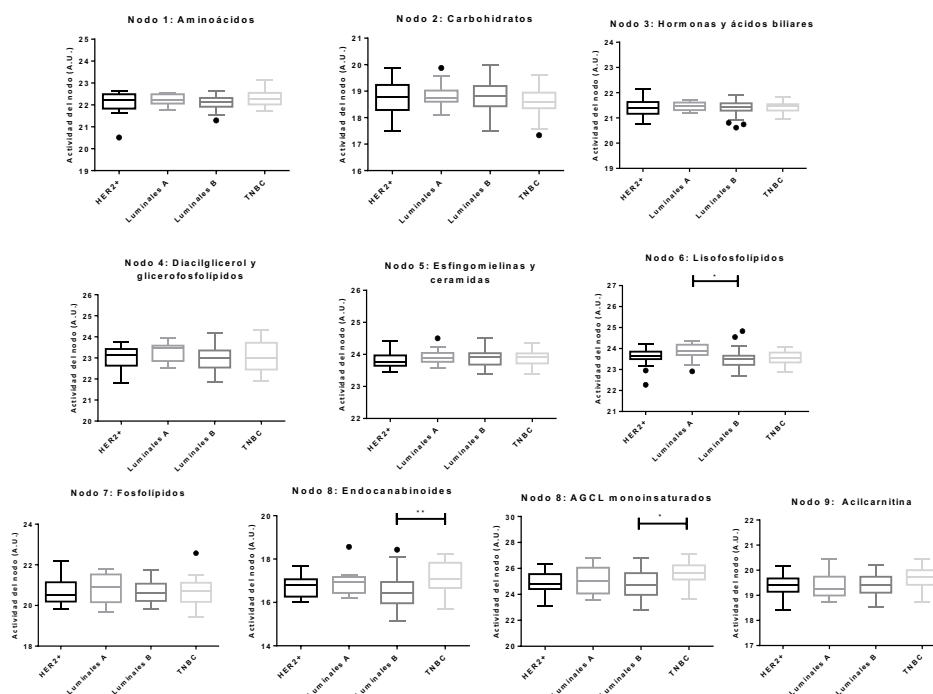 Nodo 1: Aminoácidos
Actividad del nodo (A.U.)
25
24
23
22
21
20
19
HER2+
Luminales A
Luminales B
TNBC
Nodo 2: Carbohidratos
Actividad del nodo (A.U.)
21
20
19
18
17
16
HER2+
Luminales A
Luminales B
TNBC
Nodo 3: Hormonas y ácidos biliares
Actividad del nodo (A.U.)
24
23
22
21
20
19
HER2+
Luminales A
Luminales B
TNBC
Nodo 4: Diacilglicerol y
glicerofosfolípidos
Actividad del nodo (A.U.)
26
25
24
23
22
21
20
HER2+
Luminales A
Luminales B
TNBC
Nodo 5: Esfingomielinas y
ceramidas
Actividad del nodo (A.U.)
26
24
22
HER2+
Luminales A
Luminales B
TNBC
Nodo 6: Lisofosfolípidos
*
Actividad del nodo (A.U.)
27
26
25
24
23
22
21
HER2+
Luminales A
Luminales B
TNBC
Nodo 7: Fosfolípidos
Actividad del nodo (A.U.)
24
22
20
18
HER2+
Luminales A
Luminales B
TNBC
Nodo 8: Endocanabinoides
**
Actividad del nodo (A.U.)
20
18
16
14
HER2+
Luminales A
Luminales B
TNBC
Nodo 8: AGCL monoinsaturados
*
Actividad del nodo (A.U.)
30
28
26
24
22
20
HER2+
Luminales A
Luminales B
TNBC
Nodo 9: Acilcarnitina
Actividad del nodo (A.U.)
22
21
20
19
18
17
HER2+
Luminales A
Luminales B
TNBC